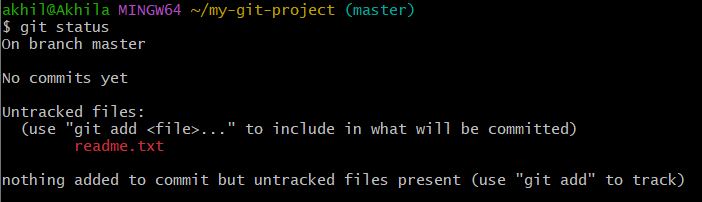 akhil@Akhila MINGW64 ~/my-git-project (master)
$ git status
On branch master
No commits yet
Untracked files:
(use "git add <file>..." to include in what will be committed)
readme.txt
nothing added to commit but untracked files present (use "git add" to track)